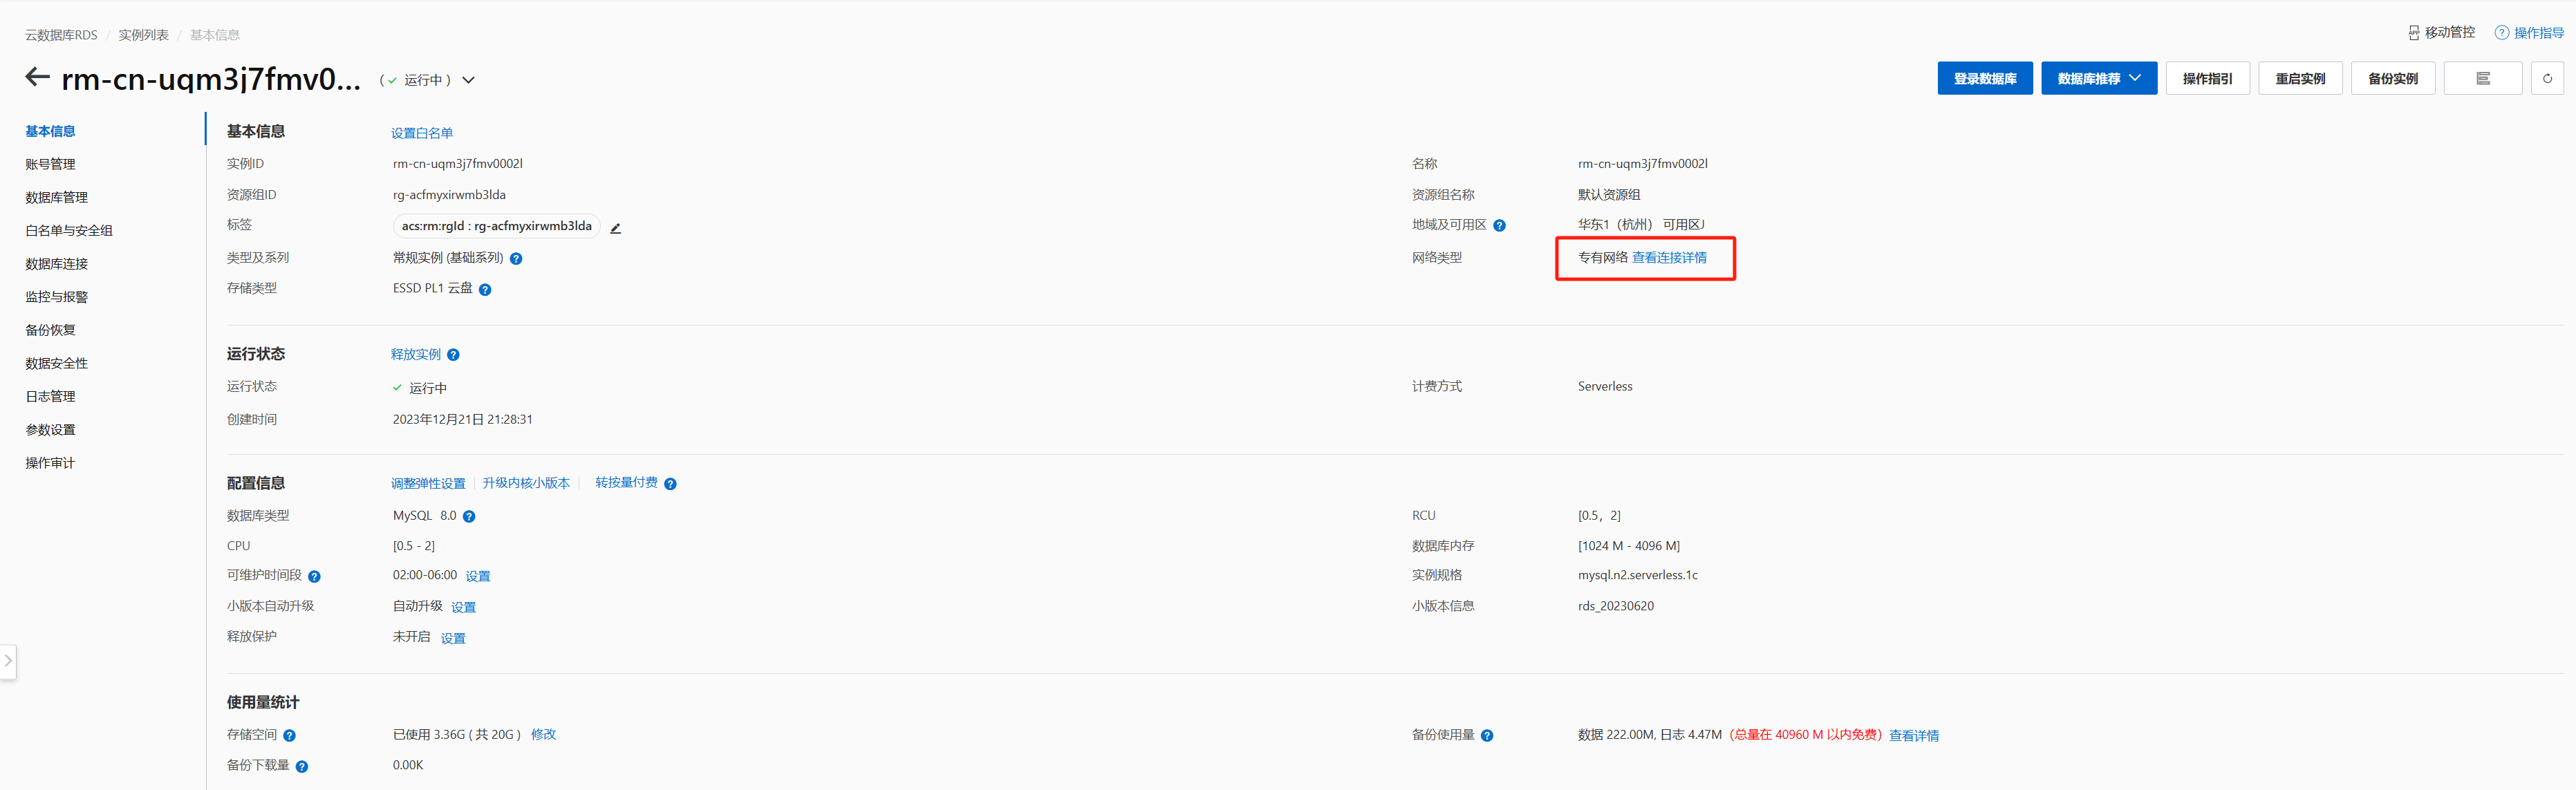 云数据库RDS / 实例列表 / 基本信息
移动管控 操作指导
rm-cn-uqm3j7fmv0... ( 运行中 )
登录数据库 数据库推荐 操作指引 重启实例 备份实例
基本信息
账号管理
数据库管理
白名单与安全组
数据库连接
监控与报警
备份恢复
数据安全性
日志管理
参数设置
操作审计
基本信息 设置白名单
实例ID rm-cn-uqm3j7fmv0002l 名称 rm-cn-uqm3j7fmv0002l
资源组ID rg-acfmyxirwmb3lda 资源组名称 默认资源组
标签 acs:rm:rgId : rg-acfmyxirwmb3lda 地域及可用区 华东1（杭州） 可用区J
类型及系列 常规实例 (基础系列) 网络类型 专有网络 查看连接详情
存储类型 ESSD PL1 云盘
运行状态 释放实例
运行状态 运行中 计费方式 Serverless
创建时间 2023年12月21日 21:28:31
配置信息 调整弹性设置 升级内核小版本 转按量付费
数据库类型 MySQL 8.0 RCU [0.5，2]
CPU [0.5 - 2] 数据库内存 [1024 M - 4096 M]
可维护时间段 02:00-06:00 设置 实例规格 mysql.n2.serverless.1c
小版本自动升级 自动升级 设置 小版本信息 rds_20230620
释放保护 未开启 设置
使用量统计
存储空间 已使用 3.36G ( 共 20G ) 修改 备份使用量 数据 222.00M, 日志 4.47M（总量在 40960 M 以内免费） 查看详情
备份下载量 0.00K